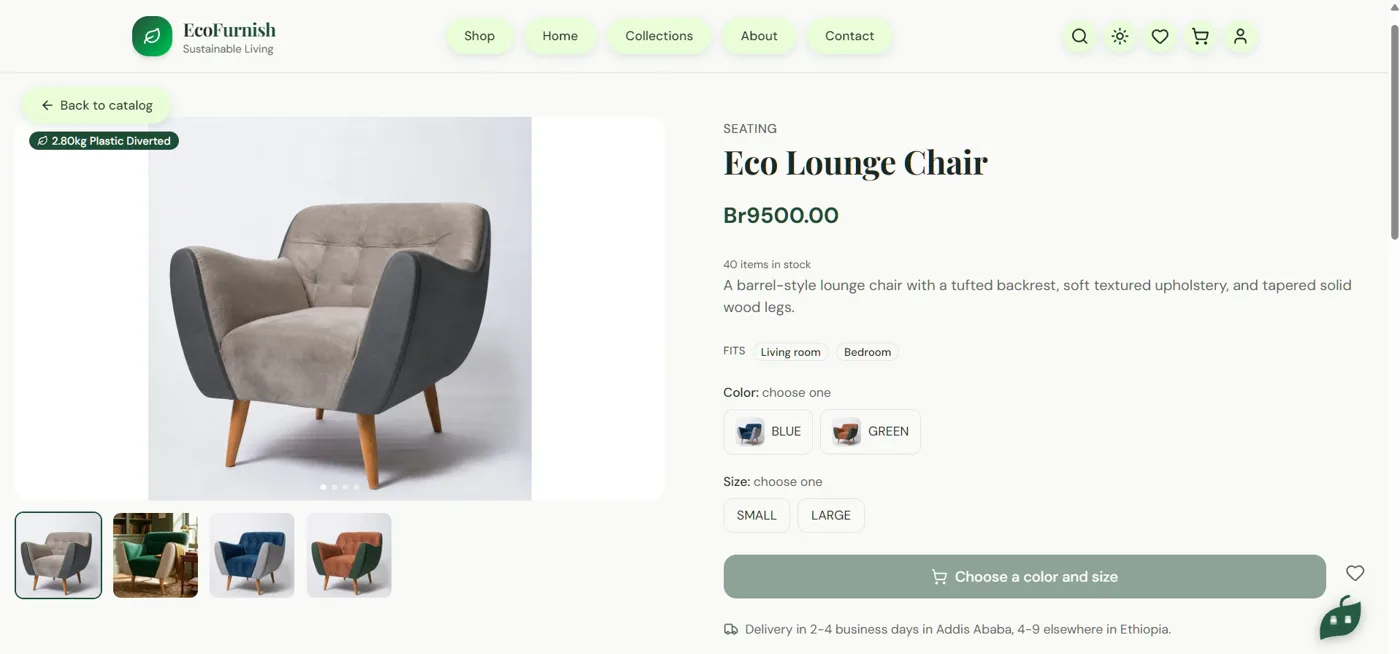 EcoFurnish
Sustainable Living
Shop
Home
Collections
About
Contact
Back to catalog
2.80kg Plastic Diverted
SEATING
Eco Lounge Chair
Br9500.00
40 items in stock
A barrel-style lounge chair with a tufted backrest, soft textured upholstery, and tapered solid
wood legs.
FITS Living room Bedroom
Color: choose one
BLUE GREEN
Size: choose one
SMALL LARGE
Choose a color and size
Delivery in 2-4 business days in Addis Ababa, 4-9 elsewhere in Ethiopia.